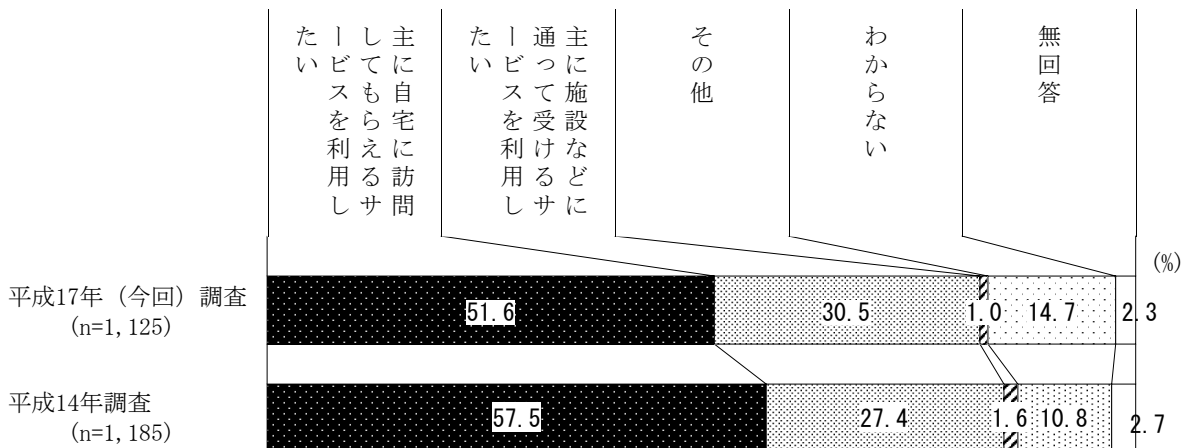 主に自宅に訪問
してもらえるサ
ービスを利用し
たい
主に施設などに
通って受けるサ
ービスを利用し
たい
その他
わからない
無回答
(%)
平成17年（今回）調査
(n=1,125)
51.6
30.5
1.0
14.7
2.3
平成14年調査
(n=1,185)
57.5
27.4
1.6
10.8
2.7